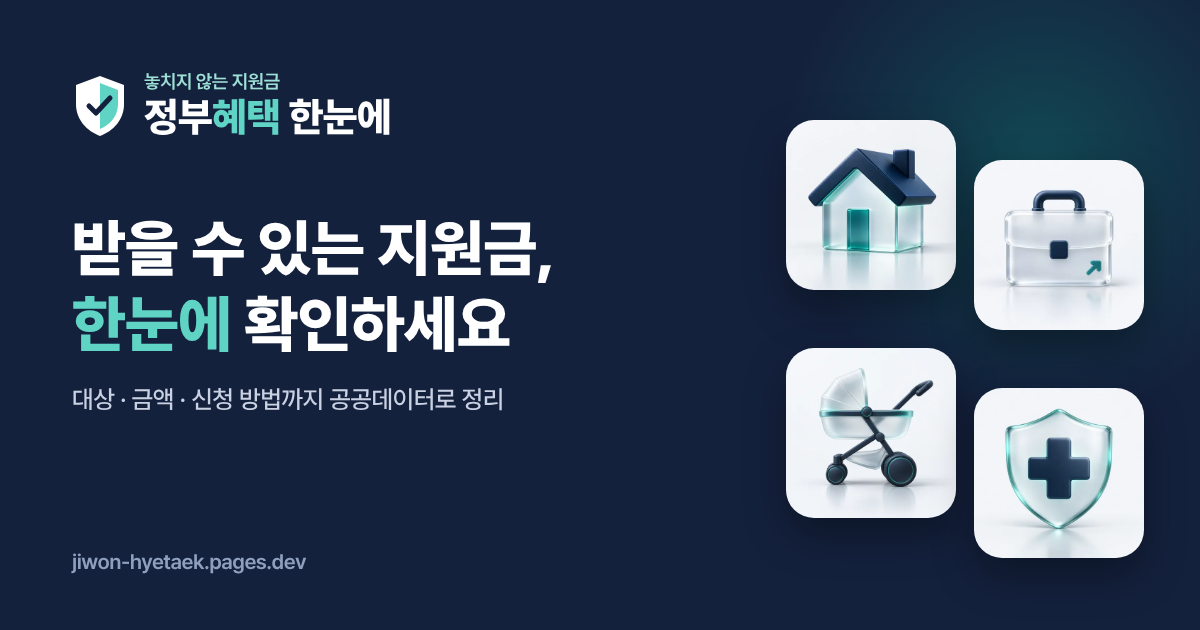 놓치지 않는 지원금
정부혜택 한눈에
받을 수 있는 지원금,
한눈에 확인하세요
대상 · 금액 · 신청 방법까지 공공데이터로 정리
jiwon-hyetaek.pages.dev